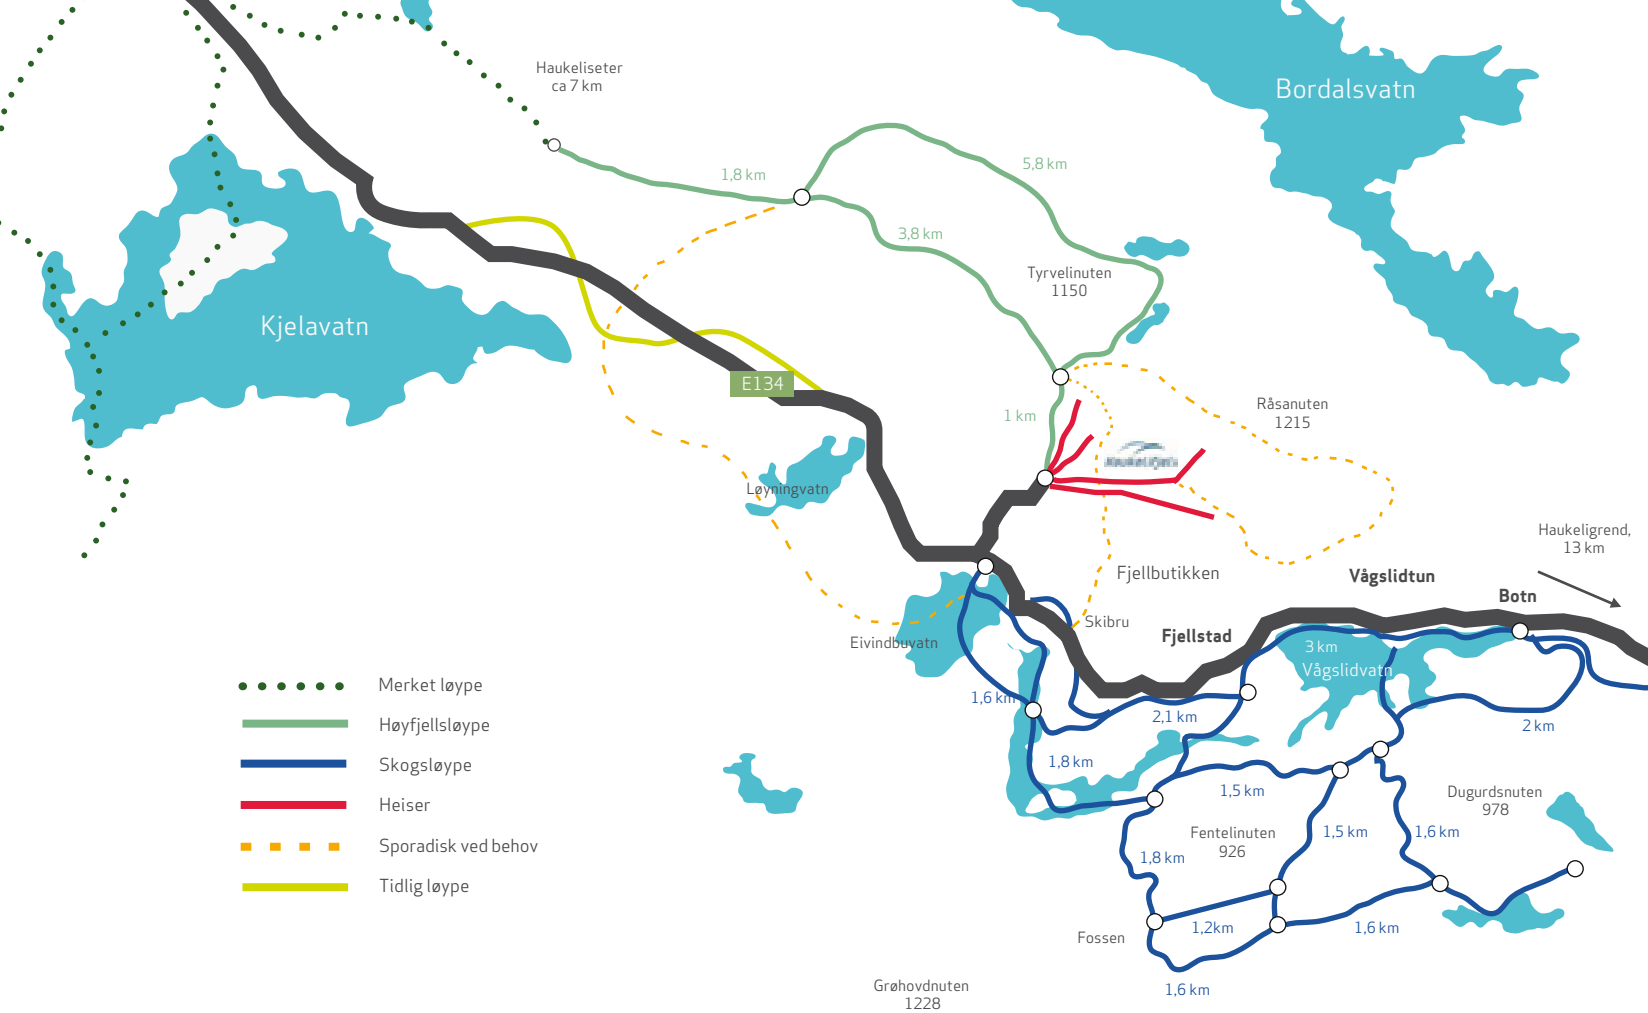 Haukeliseter
ca 7 km
Bordalsvatn
1,8 km
5,8 km
3,8 km
Tyrvelinuten
1150
Kjelavatn
E134
1 km
Råsanuten
1215
Løyningvatn
Haukeligrend,
13 km
Fjellbutikken
Vågslidtun
Botn
Skibru
Fjellstad
Eivindbuvatn
3 km
Vågslidvatn
1,6 km
2,1 km
2 km
1,8 km
1,5 km
Dugurdsnuten
978
Fentelinuten
926
1,5 km
1,6 km
1,8 km
1,2km
1,6 km
Fossen
1,6 km
Grøhovdnuten
1228
Merket løype
Høyfjellsløype
Skogsløype
Heiser
Sporadisk ved behov
Tidlig løype